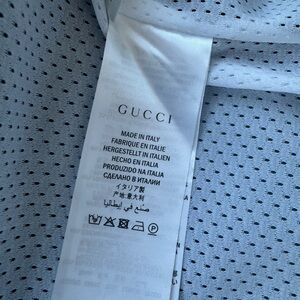 GUCCI
MADE IN ITALY
FABRIQUE EN ITALIE
HERGESTELLT IN ITALIEN
HECHO EN ITALIA
PRODUZIDO NA ITALIA
СДЕЛАНО В ИТАЛИИ
イタリア製
产地:意大利
صنع في إيطاليا